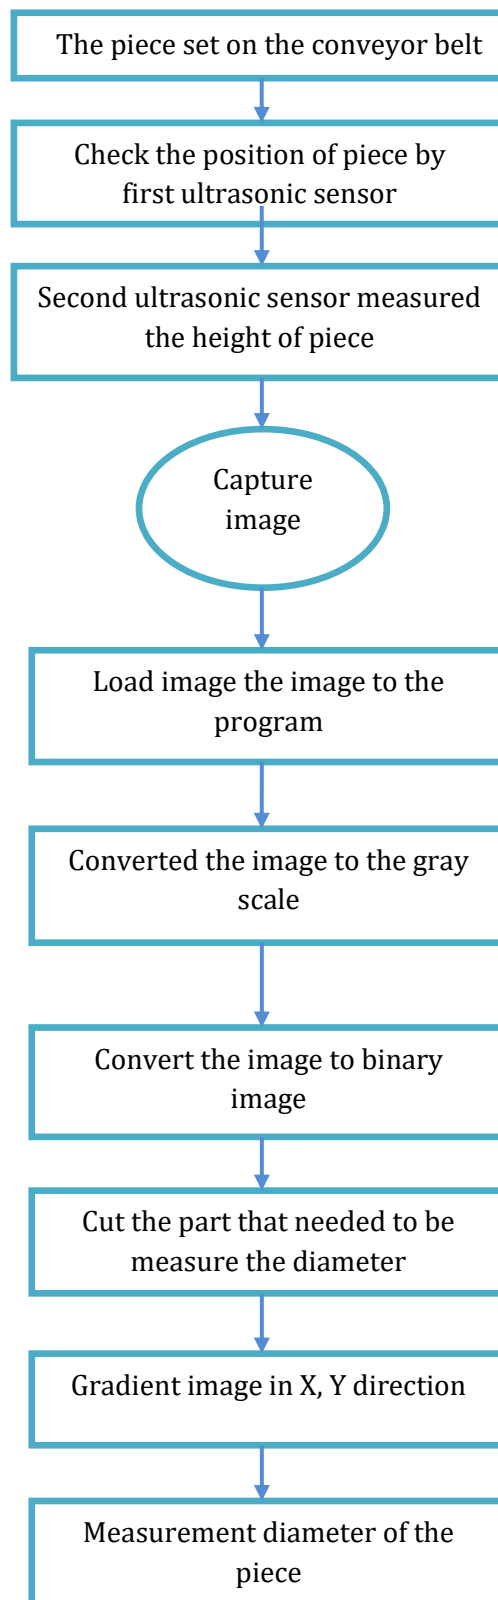 The piece set on the conveyor belt
Check the position of piece by
first ultrasonic sensor
Second ultrasonic sensor measured
the height of piece
Capture
image
Load image the image to the
program
Converted the image to the gray
scale
Convert the image to binary
image
Cut the part that needed to be
measure the diameter
Gradient image in X, Y direction
Measurement diameter of the
piece